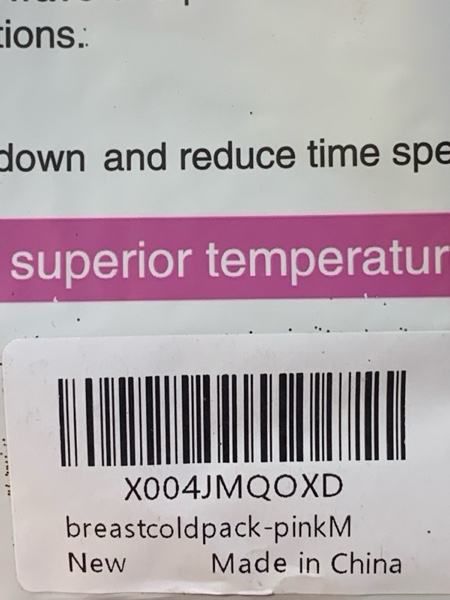 tions.
down and reduce time spe
superior temperatur
X004JMQOXD
breastcoldpack-pinkM
New Made in China